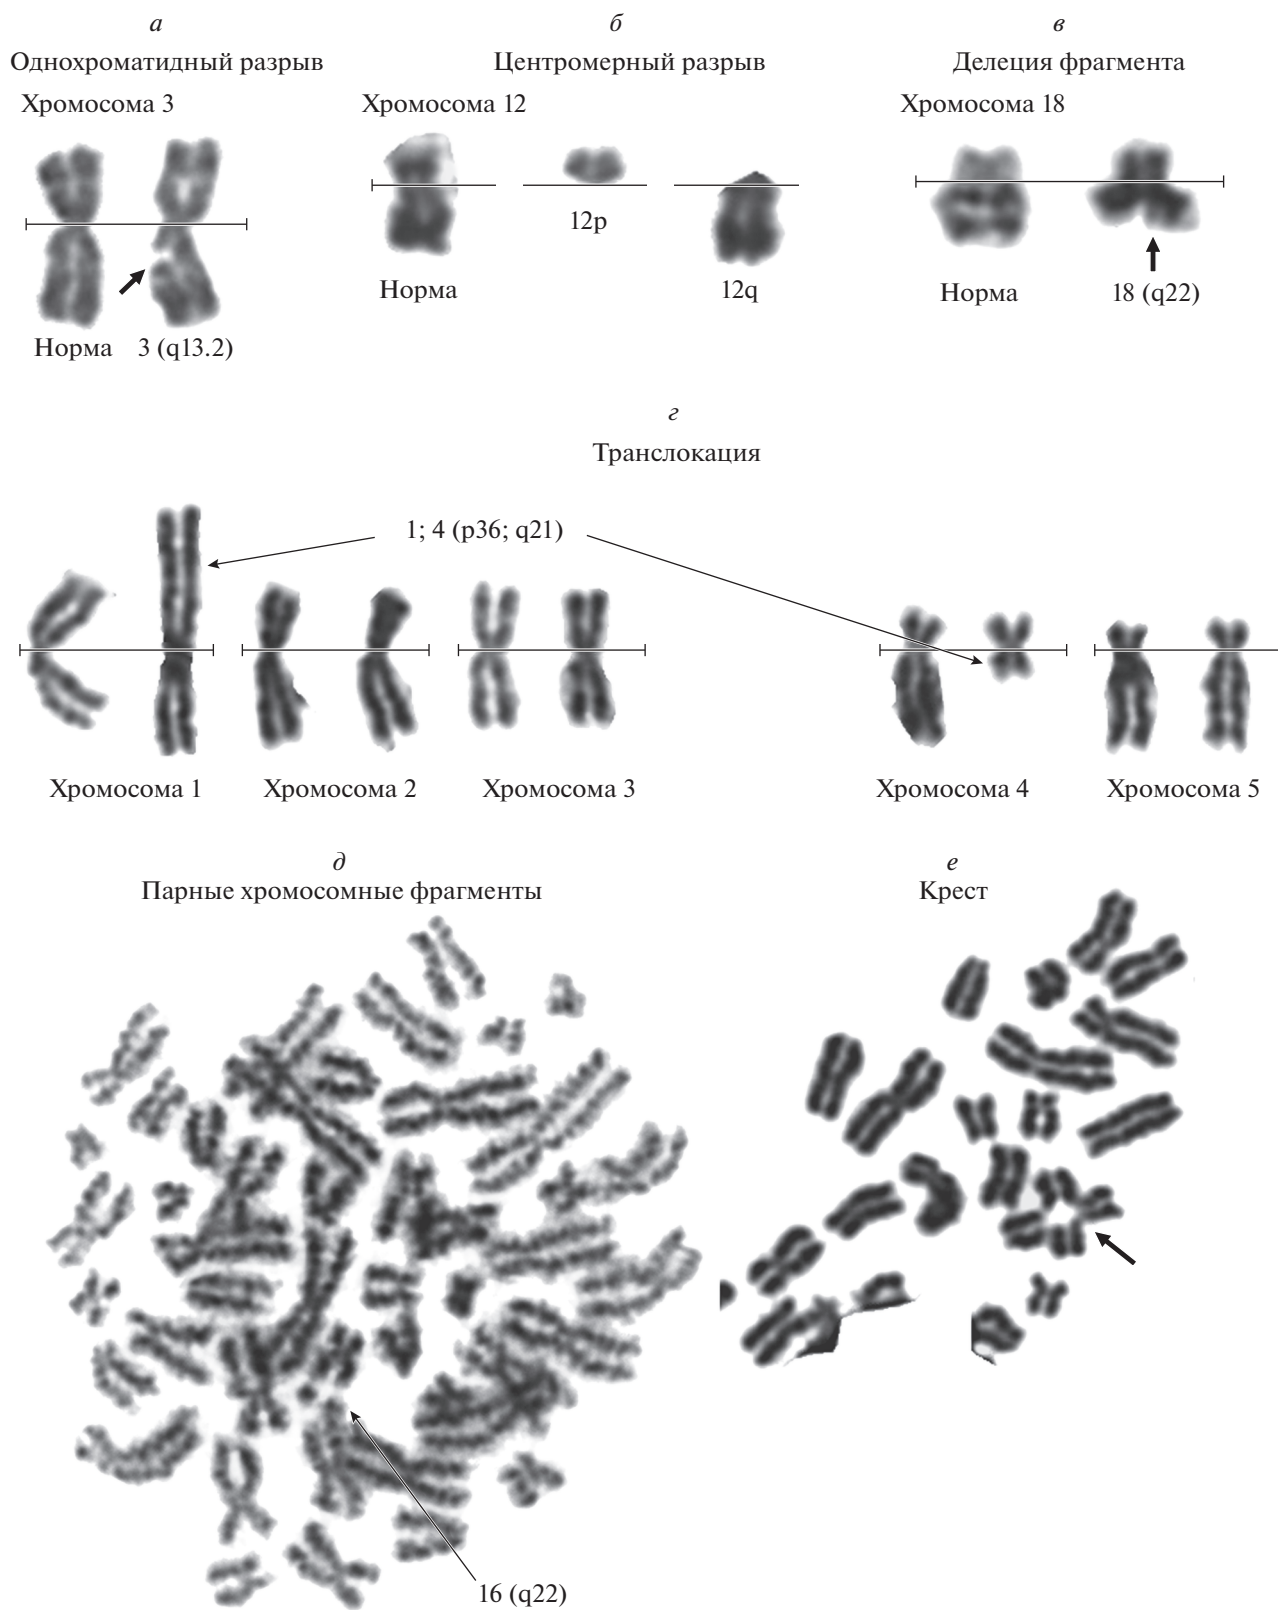 а
Однохроматидный разрыв
Хромосома 3
Норма
3 (q13.2)
б
Центромерный разрыв
Хромосома 12
Норма
12p
12q
в
Делеция фрагмента
Хромосома 18
Норма
18 (q22)
г
Транслокация
1; 4 (p36; q21)
Хромосома 1
Хромосома 2
Хромосома 3
Хромосома 4
Хромосома 5
д
Парные хромосомные фрагменты
16 (q22)
е
Крест